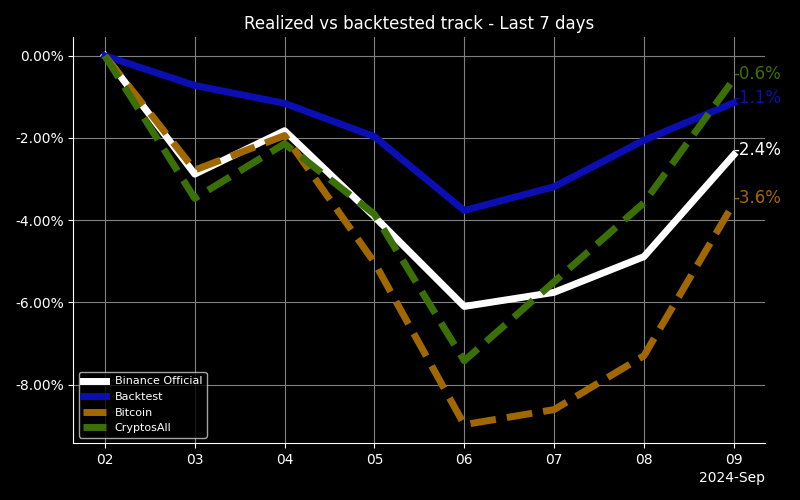 Realized vs backtested track - Last 7 days
0.00%
-2.00%
-4.00%
-6.00%
-8.00%
-0.6%
-1.1%
-2.4%
-3.6%
Binance Official
Backtest
Bitcoin
CryptosAll
02 03 04 05 06 07 08 09
2024-Sep